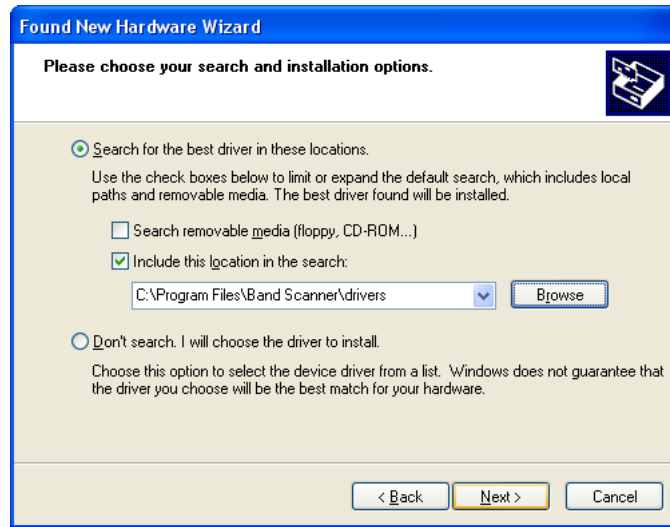 Found New Hardware Wizard
Please choose your search and installation options.
Search for the best driver in these locations.
Use the check boxes below to limit or expand the default search, which includes local
paths and removable media. The best driver found will be installed.
Search removable media (floppy, CD-ROM...)
Include this location in the search:
C:\Program Files\Band Scanner\drivers
Browse
Don't search. I will choose the driver to install.
Choose this option to select the device driver from a list. Windows does not guarantee that
the driver you choose will be the best match for your hardware.
< Back
Next >
Cancel